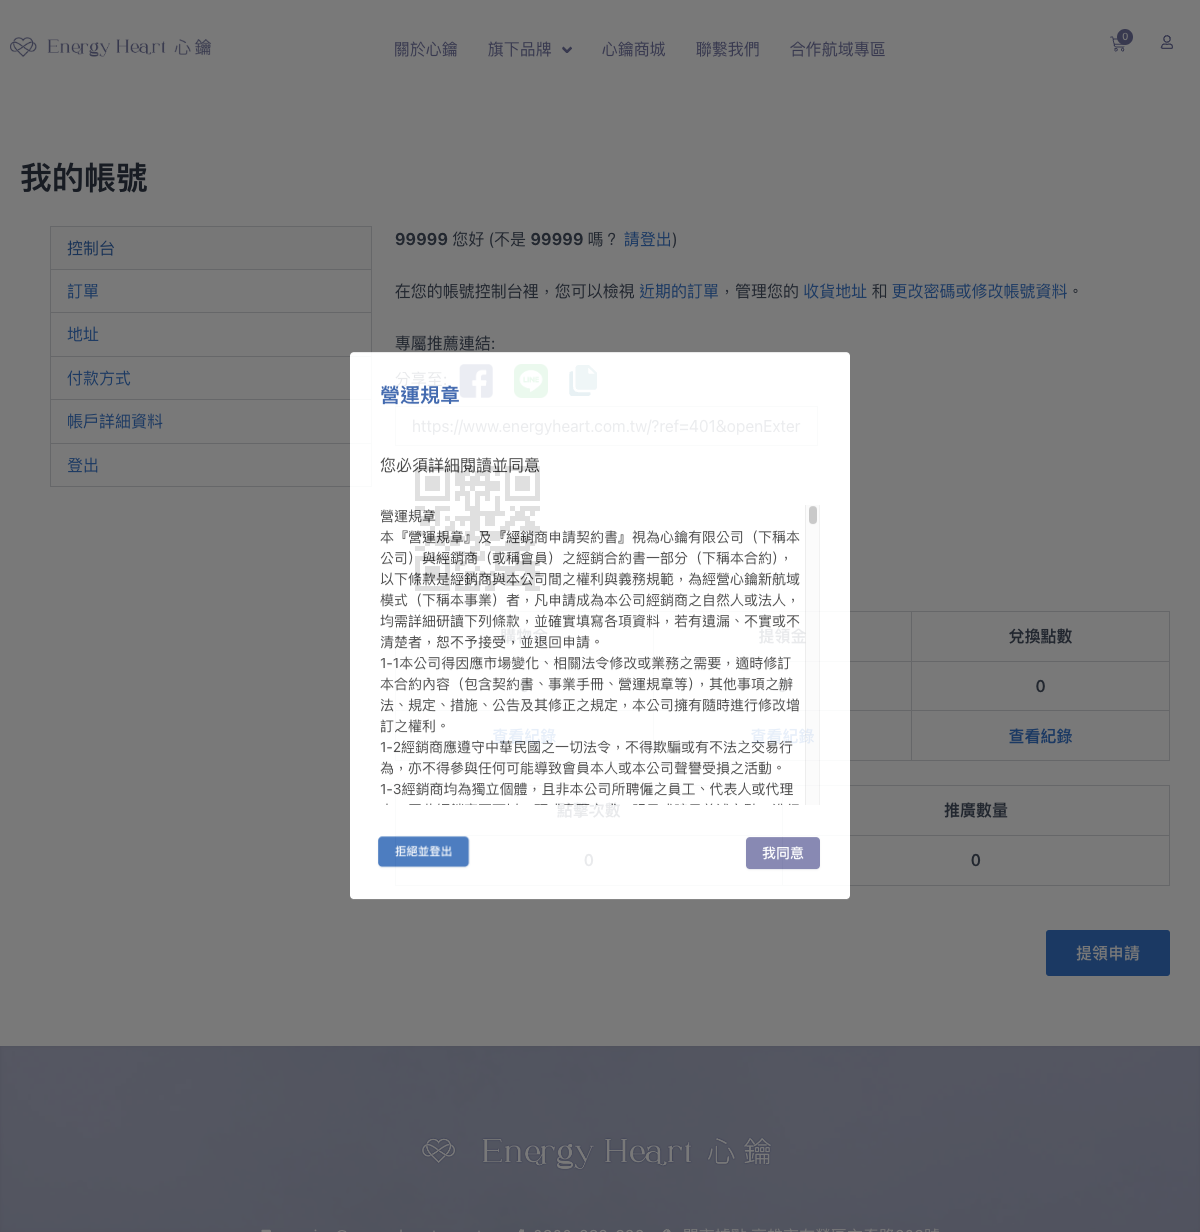 Energy Heart 心鑰
關於心鑰
旗下品牌
心鑰商城
聯繫我們
合作航域專區
0
我的帳號
控制台
訂單
地址
付款方式
帳戶詳細資料
登出
99999 您好 (不是 99999 嗎？ 請登出)
在您的帳號控制台裡，您可以檢視 近期的訂單，管理您的 收貨地址 和 更改密碼或修改帳號資料。
專屬推薦連結:
分享至:
https://www.energyheart.com.tw/?ref=401&openExter
營運規章
您必須詳細閱讀並同意
營運規章
本『營運規章』及『經銷商申請契約書』視為心鑰有限公司（下稱本
公司）與經銷商（或稱會員）之經銷合約書一部分（下稱本合約），
以下條款是經銷商與本公司間之權利與義務規範，為經營心鑰新航域
模式（下稱本事業）者，凡申請成為本公司經銷商之自然人或法人，
均需詳細研讀下列條款，並確實填寫各項資料，若有遺漏、不實或不
清楚者，恕不予接受，並退回申請。
1-1本公司得因應市場變化、相關法令修改或業務之需要，適時修訂
本合約內容（包含契約書、事業手冊、營運規章等），其他事項之辦
法、規定、措施、公告及其修正之規定，本公司擁有隨時進行修改增
訂之權利。
1-2經銷商應遵守中華民國之一切法令，不得欺騙或有不法之交易行
為，亦不得參與任何可能導致會員本人或本公司聲譽受損之活動。
1-3經銷商均為獨立個體，且非本公司所聘僱之員工、代表人或代理
拒絕並登出
我同意
提領金
兌換點數
0
查看紀錄
查看紀錄
查看紀錄
點擊次數
推廣數量
0
0
提領申請
Energy Heart 心鑰